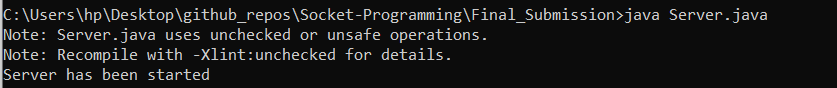 C:\Users\hp\Desktop\github_repos\Socket-Programming\Final_Submission>java Server.java
Note: Server.java uses unchecked or unsafe operations.
Note: Recompile with -Xlint:unchecked for details.
Server has been started